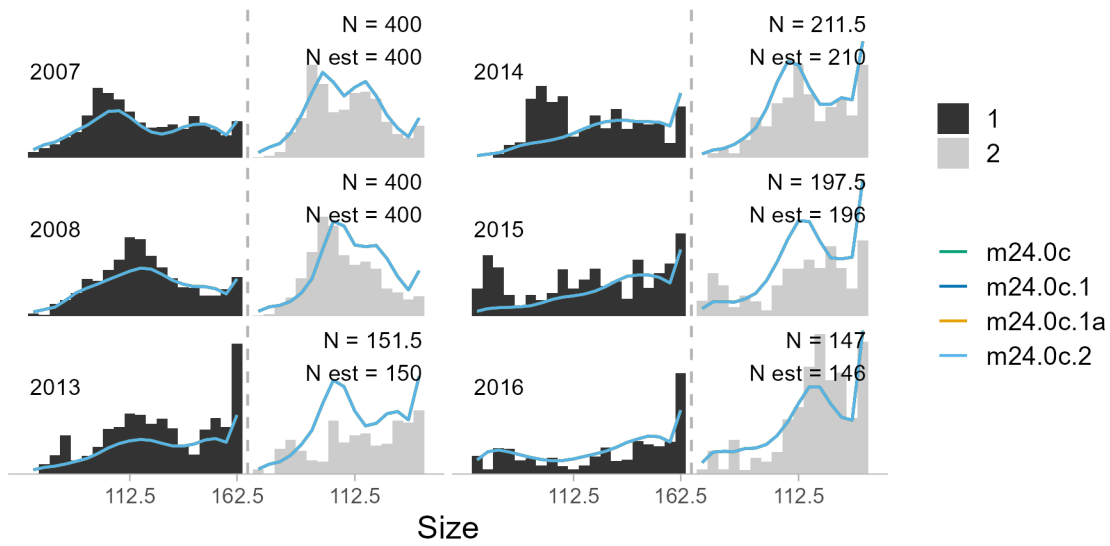 N = 400
N est = 400
2007
N = 211.5
N est = 210
2014
N = 400
N est = 400
2008
N = 197.5
N est = 196
2015
N = 151.5
N est = 150
2013
N = 147
N est = 146
2016
112.5
162.5
112.5
112.5
162.5
112.5
Size
1
2
m24.0c
m24.0c.1
m24.0c.1a
m24.0c.2